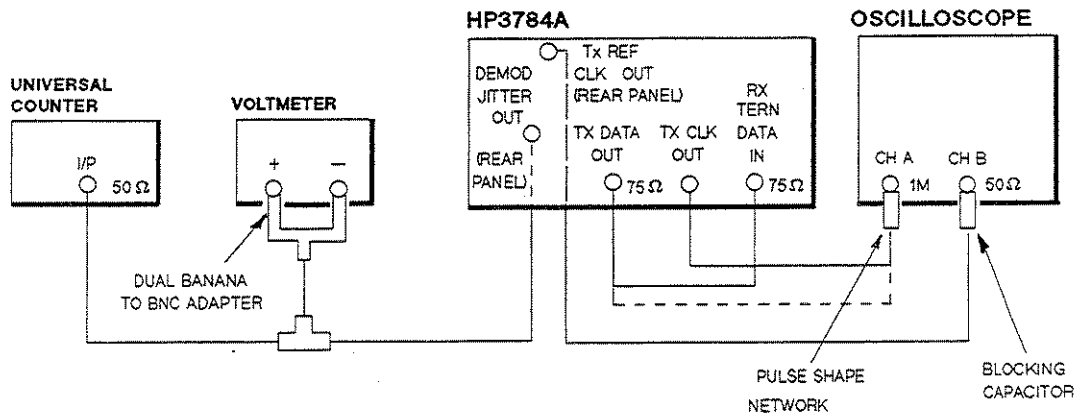 HP3784A
OSCILLOSCOPE
UNIVERSAL
COUNTER
VOLTMETER
I/P
50Ω
+
−
DUAL BANANA
TO BNC ADAPTER
DEMOD
JITTER
OUT
(REAR
PANEL)
Tx REF
CLK OUT
(REAR PANEL)
TX DATA
OUT
75Ω
TX CLK
OUT
RX
TERN
DATA
IN
75Ω
CH A
1M
CH B
50Ω
PULSE SHAPE
NETWORK
BLOCKING
CAPACITOR